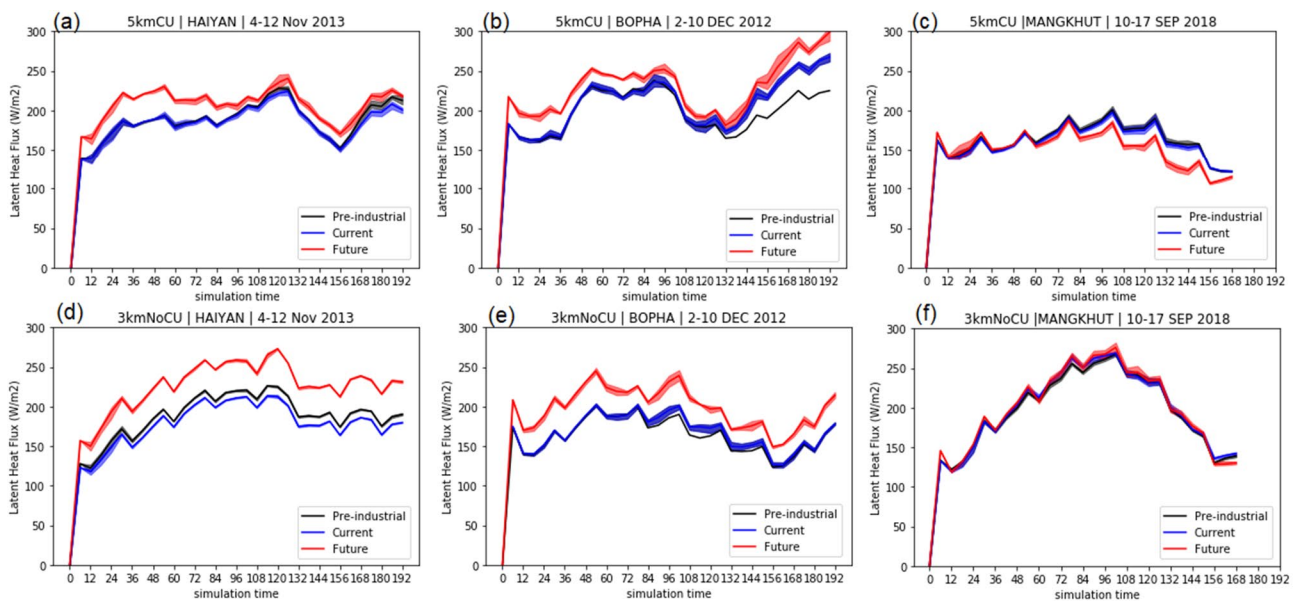 (a) 5kmCU | HAIYAN | 4-12 Nov 2013
300
250
200
150
100
50
0
Latent Heat Flux (W/m2)
Pre-industrial
Current
Future
0 12 24 36 48 60 72 84 96 108 120 132 144 156 168 180 192
simulation time
(b) 5kmCU | BOPHA | 2-10 DEC 2012
300
250
200
150
100
50
0
Latent Heat Flux (W/m2)
Pre-industrial
Current
Future
0 12 24 36 48 60 72 84 96 108 120 132 144 156 168 180 192
simulation time
(c) 5kmCU |MANGKHUT | 10-17 SEP 2018
300
250
200
150
100
50
0
Latent Heat Flux (W/m2)
Pre-industrial
Current
Future
0 12 24 36 48 60 72 84 96 108 120 132 144 156 168 180 192
simulation time
(d) 3kmNoCU | HAIYAN | 4-12 Nov 2013
300
250
200
150
100
50
0
Latent Heat Flux (W/m2)
Pre-industrial
Current
Future
0 12 24 36 48 60 72 84 96 108 120 132 144 156 168 180 192
simulation time
(e) 3kmNoCU | BOPHA | 2-10 DEC 2012
300
250
200
150
100
50
0
Latent Heat Flux (W/m2)
Pre-industrial
Current
Future
0 12 24 36 48 60 72 84 96 108 120 132 144 156 168 180 192
simulation time
(f) 3kmNoCU |MANGKHUT | 10-17 SEP 2018
300
250
200
150
100
50
0
Latent Heat Flux (W/m2)
Pre-industrial
Current
Future
0 12 24 36 48 60 72 84 96 108 120 132 144 156 168 180 192
simulation time